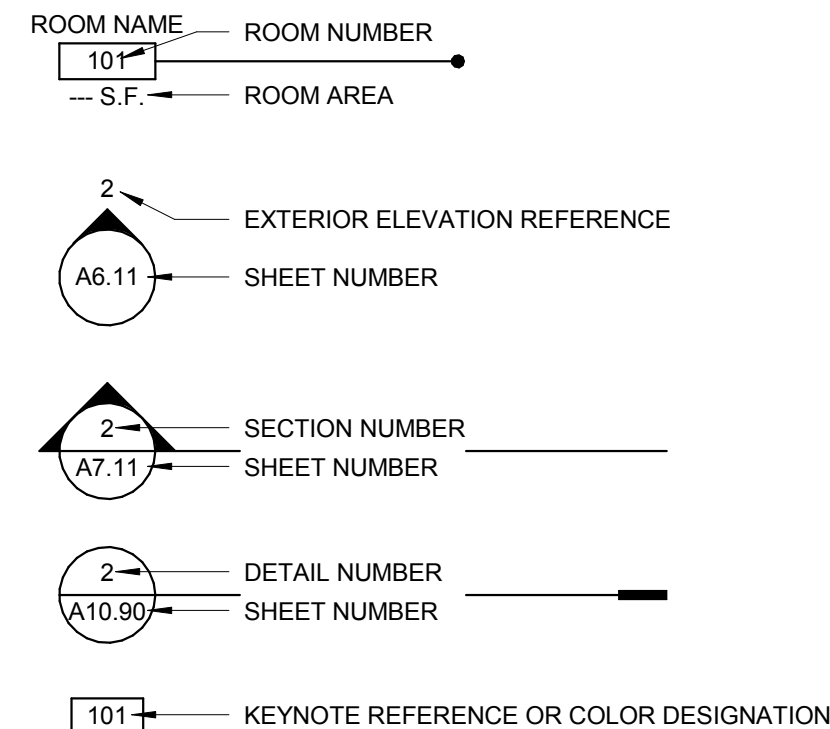 ROOM NAME
ROOM NUMBER
101
--- S.F.
ROOM AREA
2
EXTERIOR ELEVATION REFERENCE
A6.11
SHEET NUMBER
2
SECTION NUMBER
A7.11
SHEET NUMBER
2
DETAIL NUMBER
A10.90
SHEET NUMBER
101
KEYNOTE REFERENCE OR COLOR DESIGNATION